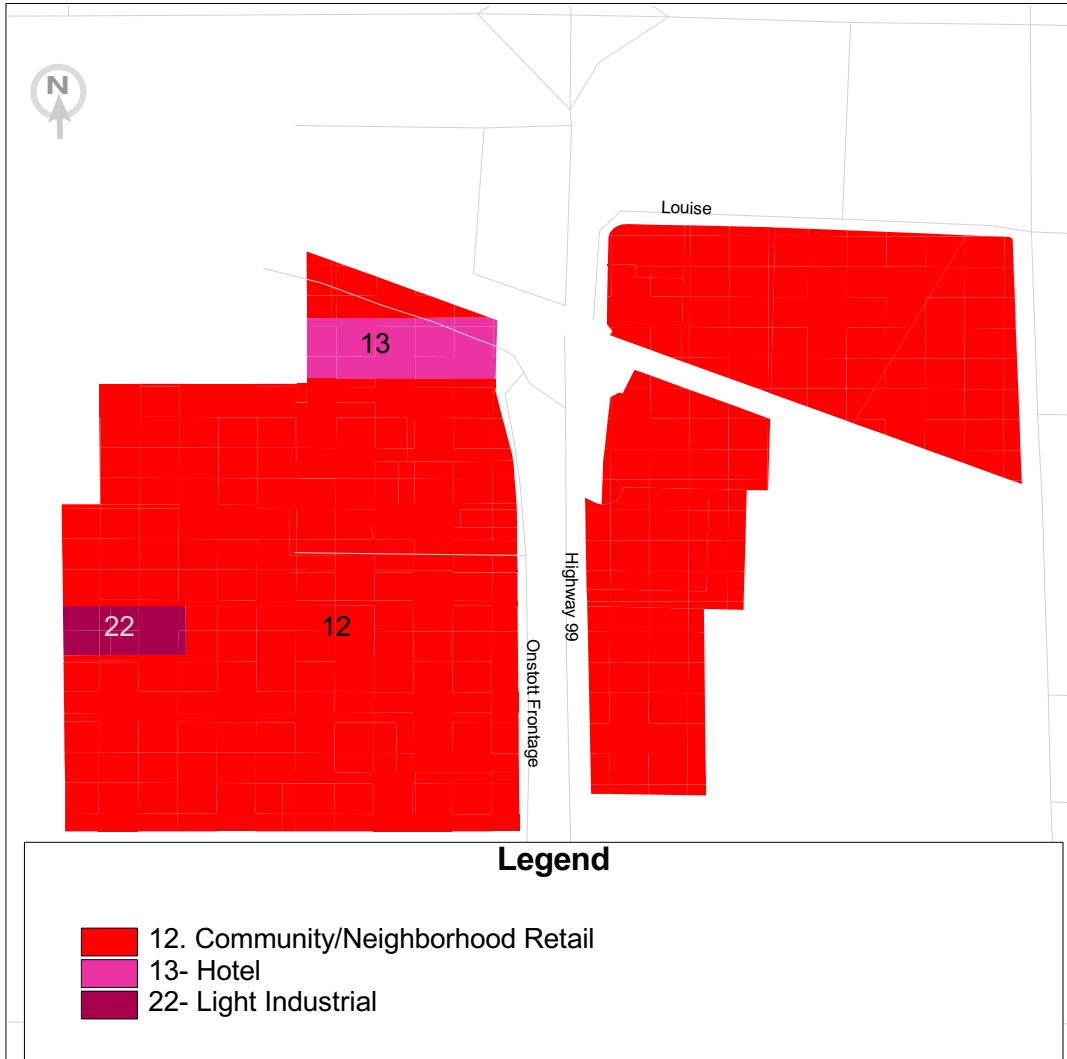 N
Louise
13
Highway 99
22
12
Onstott Frontage
Legend
12. Community/Neighborhood Retail
13- Hotel
22- Light Industrial